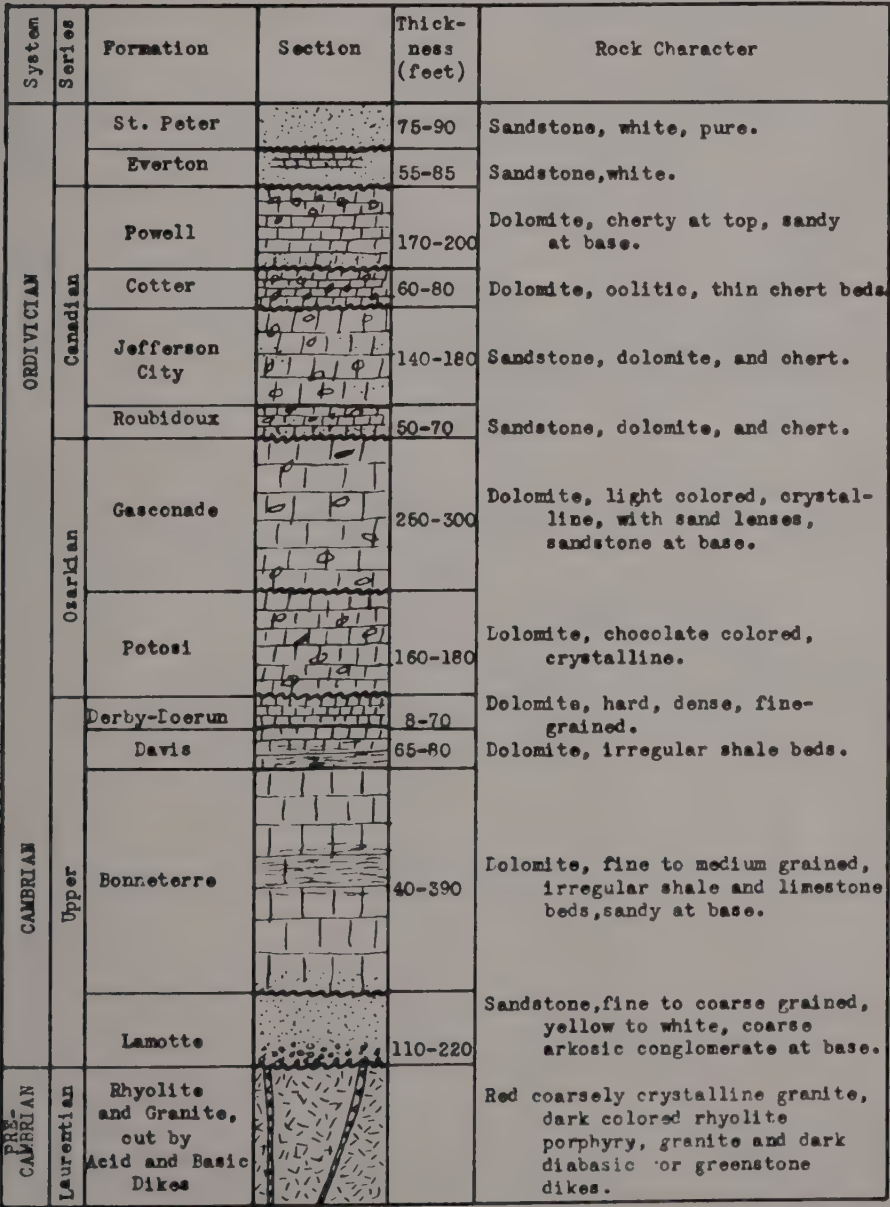 System
Series
Formation
Section
Thick-
ness
(feet)
Rock Character
ORDIVICIAN
St. Peter
75-90
Sandstone, white, pure.
Everton
55-85
Sandstone,white.
Canadian
Powell
170-200
Dolomite, cherty at top, sandy
at base.
Cotter
60-80
Dolomite, oolitic, thin chert beds.
Jefferson
City
140-180
Sandstone, dolomite, and chert.
Roubidoux
50-70
Sandstone, dolomite, and chert.
Ozarkian
Gasconade
250-300
Dolomite, light colored, crystal-
line, with sand lenses,
sandstone at base.
Potosi
160-180
Dolomite, chocolate colored,
crystalline.
CAMBRIAN
Upper
Derby-Doerun
8-70
Dolomite, hard, dense, fine-
grained.
Davis
65-80
Dolomite, irregular shale beds.
Bonneterre
40-390
Dolomite, fine to medium grained,
irregular shale and limestone
beds,sandy at base.
Lamotte
110-220
Sandstone,fine to coarse grained,
yellow to white, coarse
arkosic conglomerate at base.
PRE-
CAMBRIAN
Laurentian
Rhyolite
and Granite,
cut by
Acid and Basic
Dikes
Red coarsely crystalline granite,
dark colored rhyolite
porphyry, granite and dark
diabasic or greenstone
dikes.